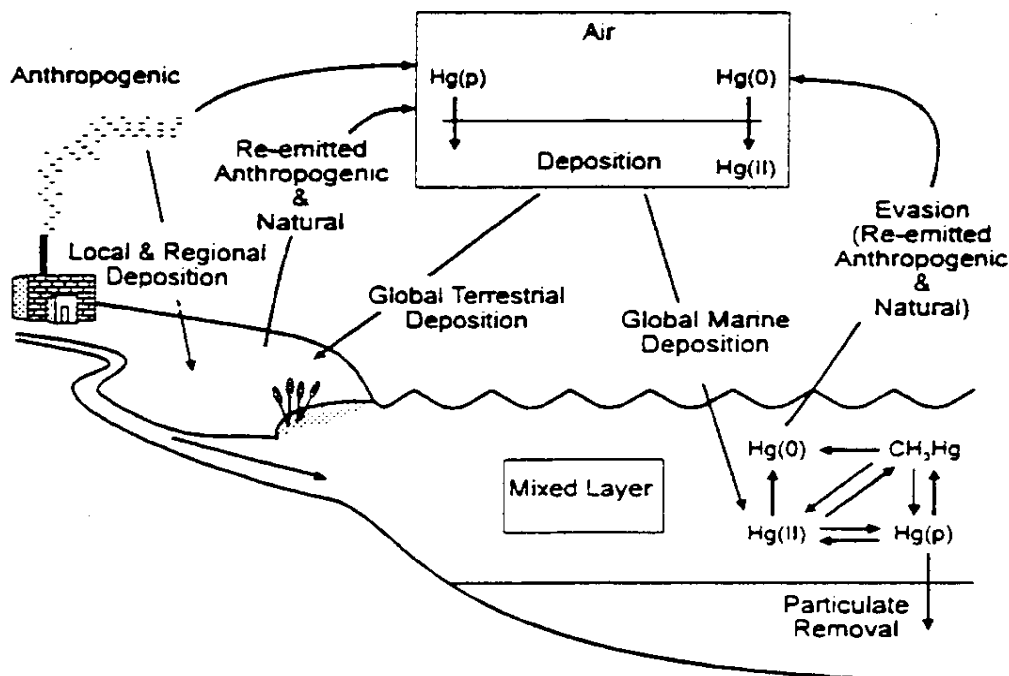 Air
Anthropogenic
Hg(p)
Hg(0)
Deposition
Hg(II)
Re-emitted
Anthropogenic
&
Natural
Local & Regional
Deposition
Global Terrestrial
Deposition
Global Marine
Deposition
Evasion
(Re-emitted
Anthropogenic
&
Natural)
Mixed Layer
Hg(0)
CH₃Hg
Hg(II)
Hg(p)
Particulate
Removal